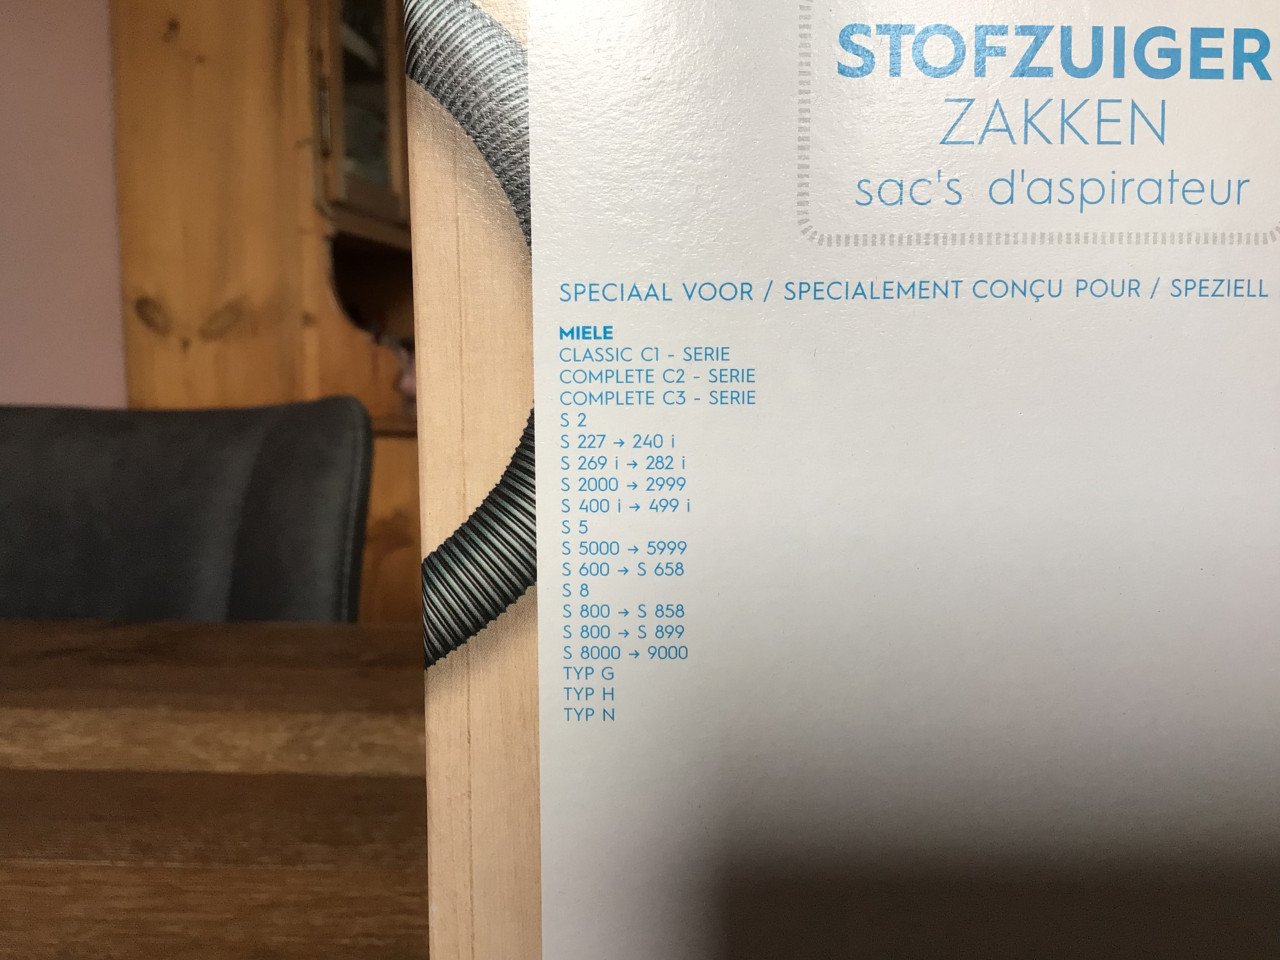 STOFZUIGER
ZAKKEN
sac's d'aspirateur
SPECIAAL VOOR / SPECIALEMENT CONÇU POUR / SPEZIELL
MIELE
CLASSIC C1 - SERIE
COMPLETE C2 - SERIE
COMPLETE C3 - SERIE
S 2
S 227 → 240 i
S 269 i → 282 i
S 2000 → 2999
S 400 i → 499 i
S 5
S 5000 → 5999
S 600 → S 658
S 8
S 800 → S 858
S 800 → S 899
S 8000 → 9000
TYP G
TYP H
TYP N